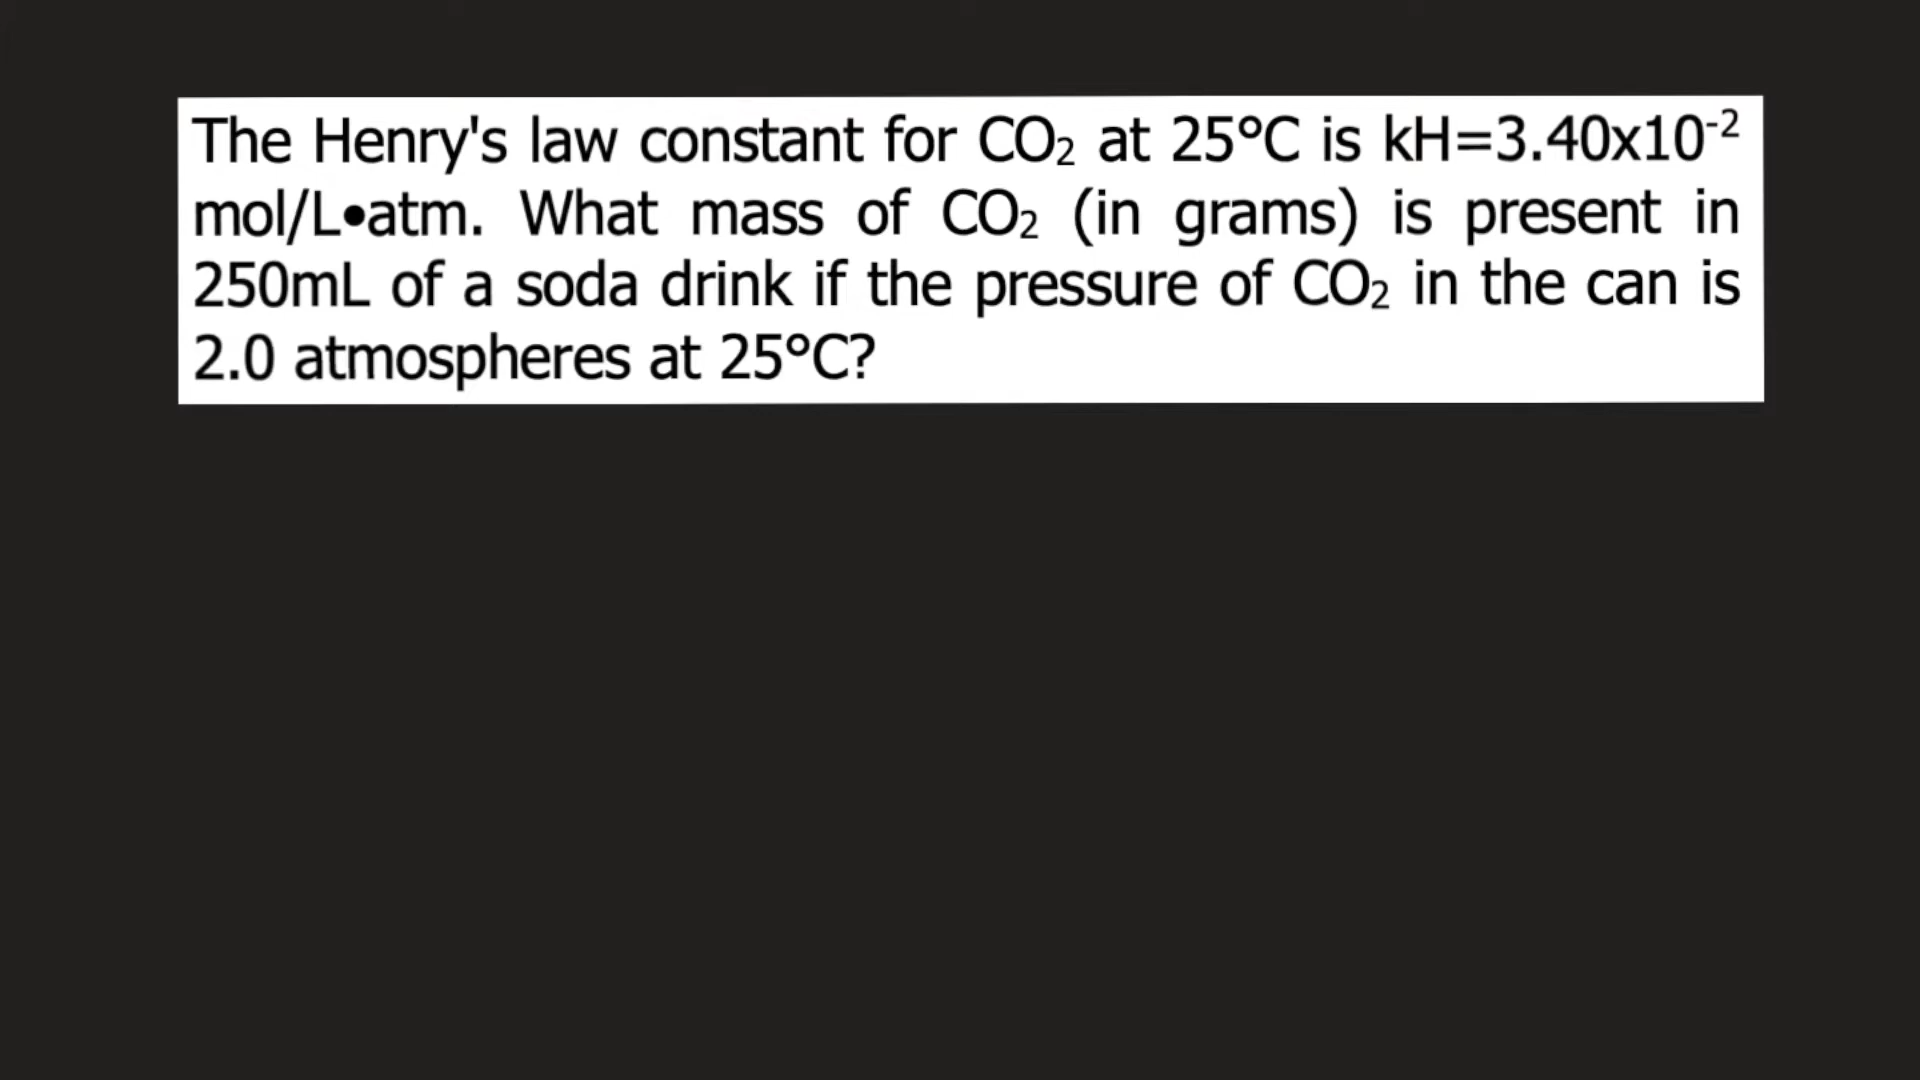 The Henry's law constant for CO₂ at 25°C is kH=3.40x10⁻²
mol/L•atm. What mass of CO₂ (in grams) is present in
250mL of a soda drink if the pressure of CO₂ in the can is
2.0 atmospheres at 25°C?